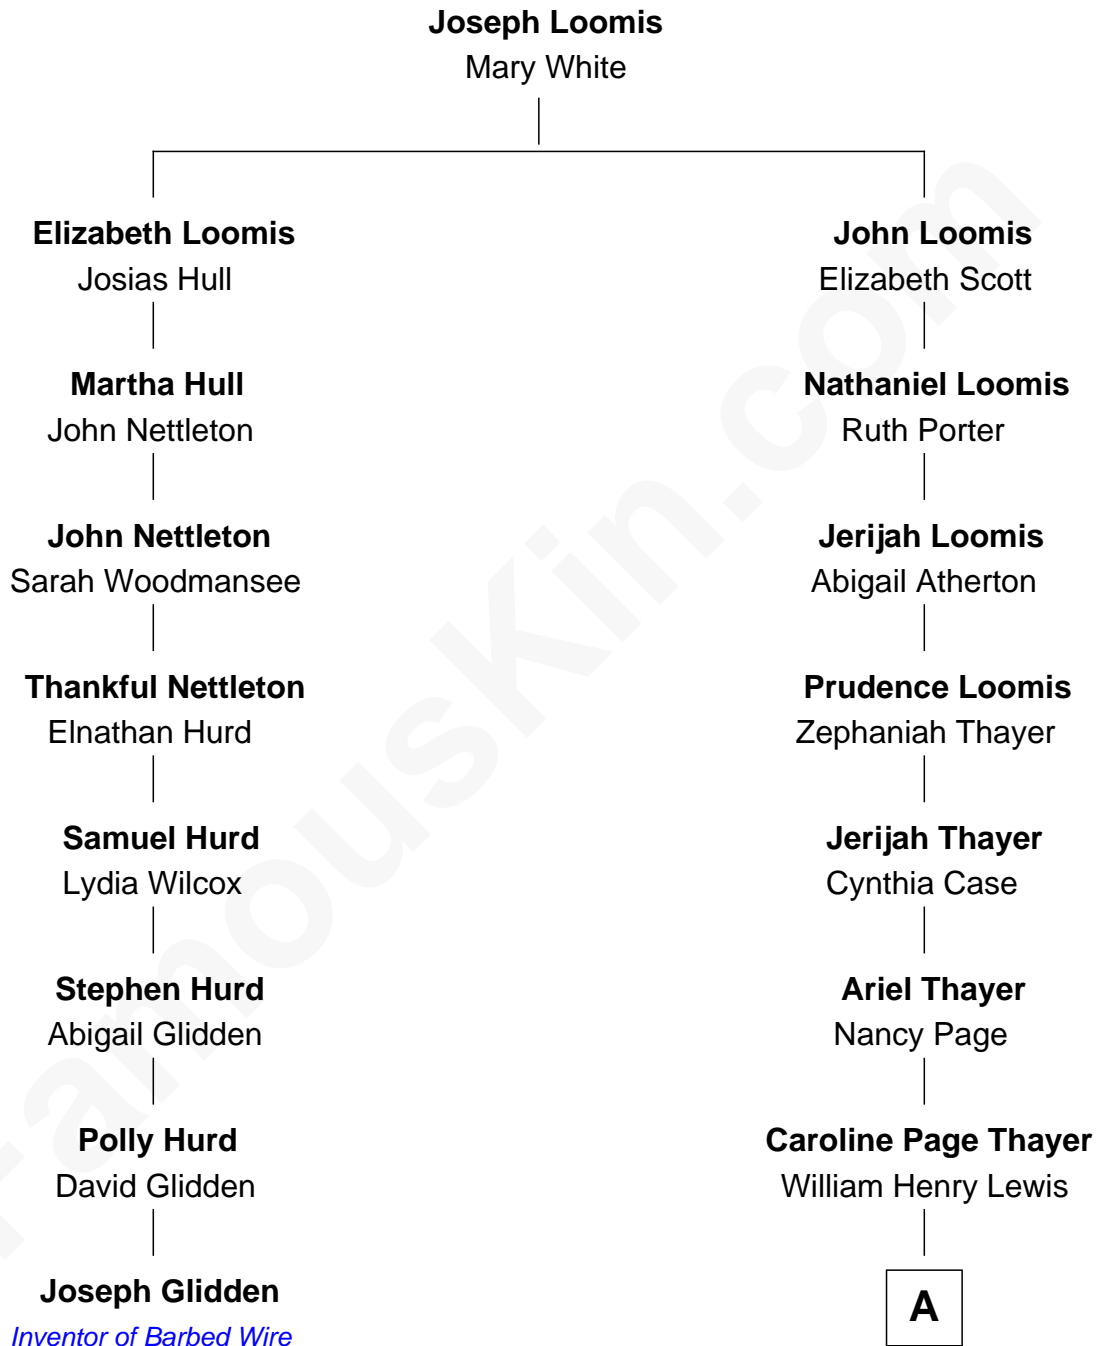 Joseph Loomis
Mary White
Elizabeth Loomis
Josias Hull
John Loomis
Elizabeth Scott
Martha Hull
John Nettleton
Nathaniel Loomis
Ruth Porter
John Nettleton
Sarah Woodmansee
Jerijah Loomis
Abigail Atherton
Thankful Nettleton
Elnathan Hurd
Prudence Loomis
Zephaniah Thayer
Samuel Hurd
Lydia Wilcox
Jerijah Thayer
Cynthia Case
Stephen Hurd
Abigail Glidden
Ariel Thayer
Nancy Page
Polly Hurd
David Glidden
Caroline Page Thayer
William Henry Lewis
Joseph Glidden
Inventor of Barbed Wire
A
FamousKin.com